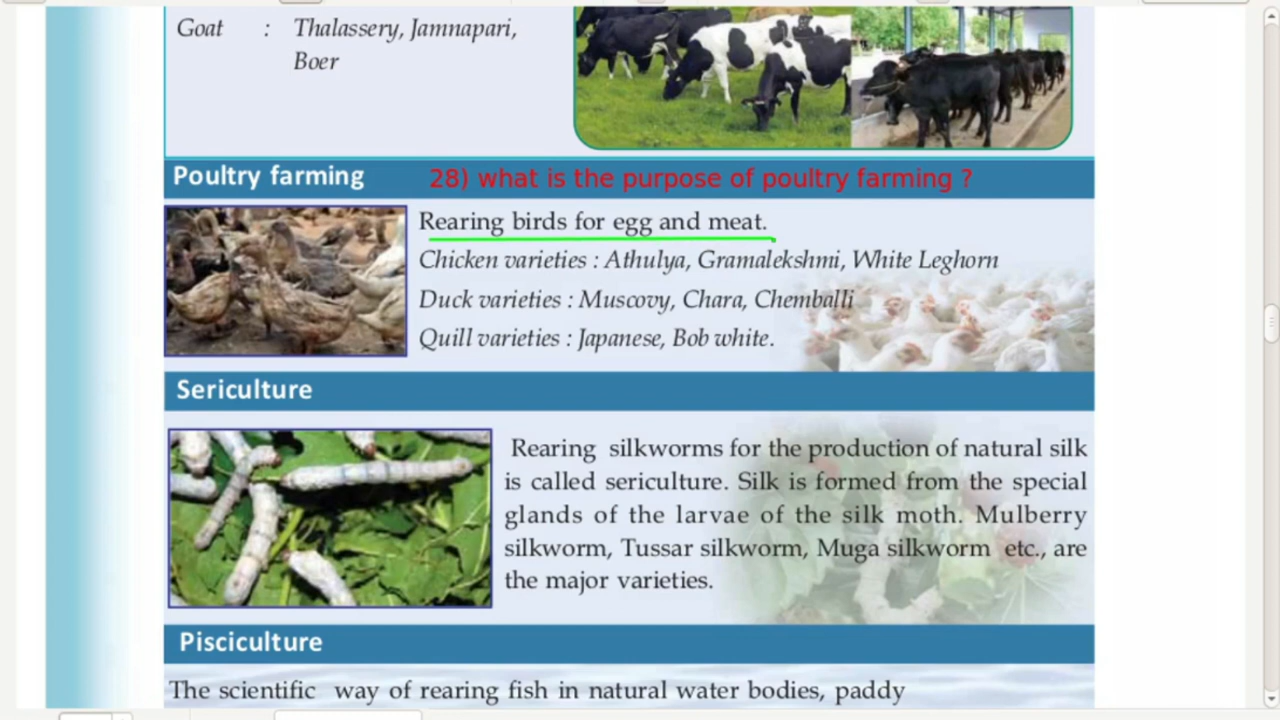 Goat : Thalassery, Jamnapari,
Boer
Poultry farming 28) what is the purpose of poultry farming ?
Rearing birds for egg and meat.
Chicken varieties : Athulya, Gramalekshmi, White Leghorn
Duck varieties : Muscovy, Chara, Chemballi
Quill varieties : Japanese, Bob white.
Sericulture
Rearing silkworms for the production of natural silk
is called sericulture. Silk is formed from the special
glands of the larvae of the silk moth. Mulberry
silkworm, Tussar silkworm, Muga silkworm etc., are
the major varieties.
Pisciculture
The scientific way of rearing fish in natural water bodies, paddy